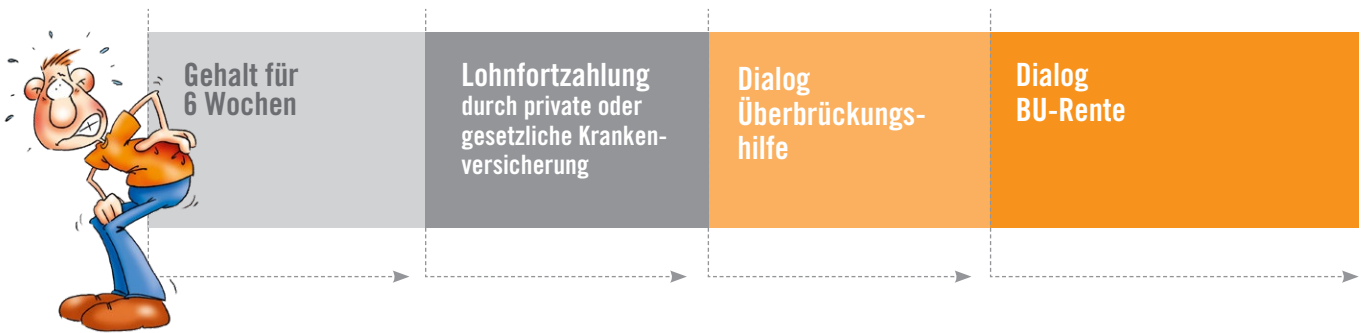 Gehalt für
6 Wochen
Lohnfortzahlung
durch private oder
gesetzliche Kranken-
versicherung
Dialog
Überbrückungs-
hilfe
Dialog
BU-Rente